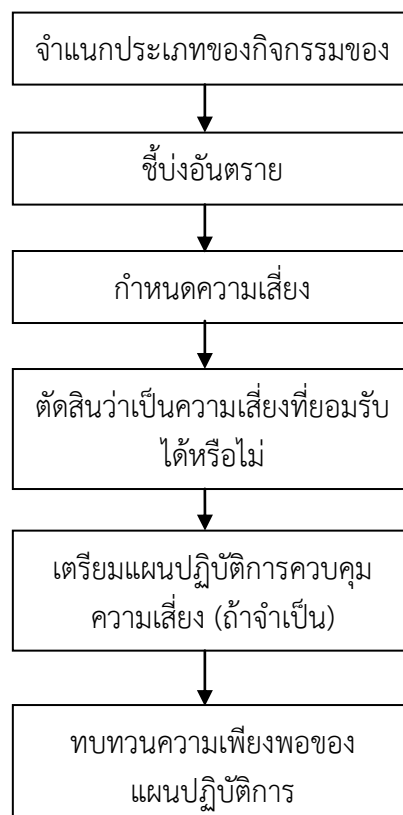 จำแนกประเภทของกิจกรรมของ
ชี้บ่งอันตราย
กำหนดความเสี่ยง
ตัดสินว่าเป็นความเสี่ยงที่ยอมรับ
ได้หรือไม่
เตรียมแผนปฏิบัติการควบคุม
ความเสี่ยง (ถ้าจำเป็น)
ทบทวนความเพียงพอของ
แผนปฏิบัติการ